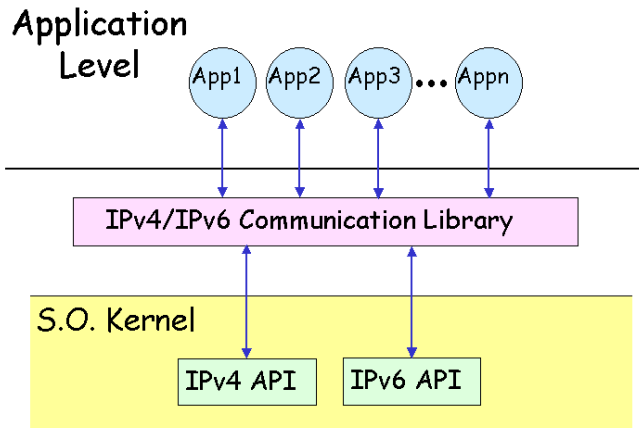 Application
Level
App1 App2 App3 ... Appn
IPv4/IPv6 Communication Library
S.O. Kernel
IPv4 API IPv6 API